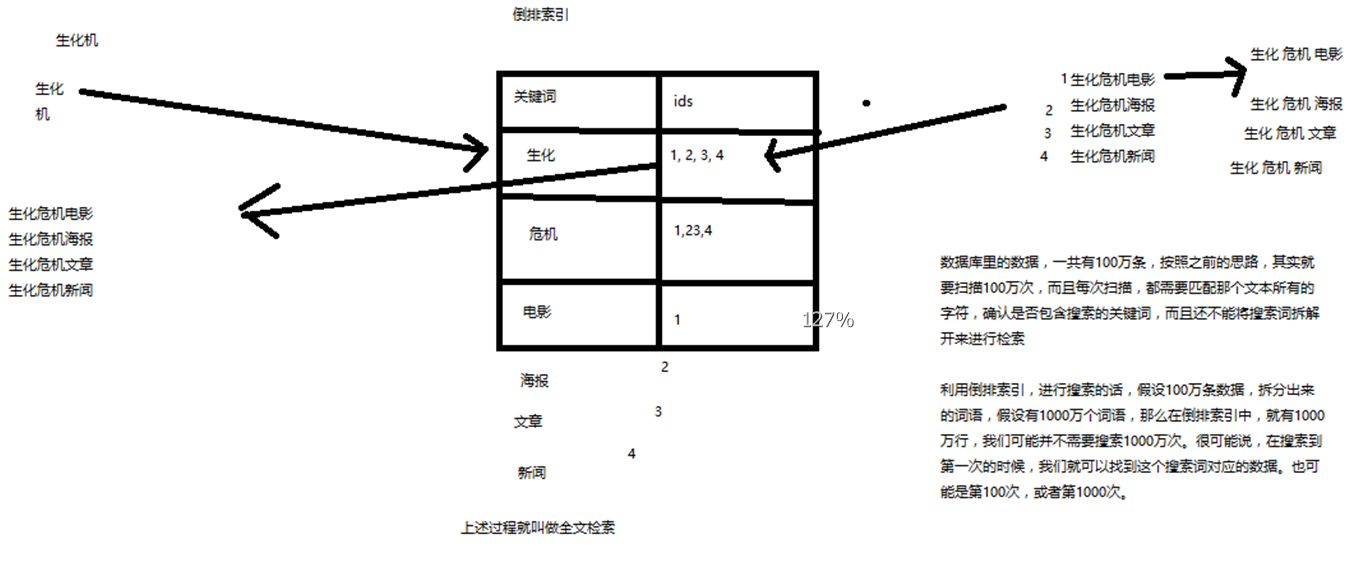 倒排索引
生化机
生化
机
关键词 ids
生化 1, 2, 3, 4
危机 1,23,4
电影 1
海报 2
文章 3
新闻 4
上述过程就叫做全文检索
生化危机电影
生化危机海报
生化危机文章
生化危机新闻
1 生化危机电影
2 生化危机海报
3 生化危机文章
4 生化危机新闻
生化 危机 电影
生化 危机 海报
生化 危机 文章
生化 危机 新闻
127%
数据库里的数据，一共有100万条，按照之前的思路，其实就
要扫描100万次，而且每次扫描，都需要匹配那个文本所有的
字符，确认是否包含搜索的关键词，而且还不能将搜索词拆解
开来进行检索
利用倒排索引，进行搜索的话，假设100万条数据，拆分出来
的词语，假设有1000万个词语，那么在倒排索引中，就有1000
万行，我们可能并不需要搜索1000万次。很可能说，在搜索到
第一次的时候，我们就可以找到这个搜索词对应的数据。也可
能是第100次，或者第1000次。